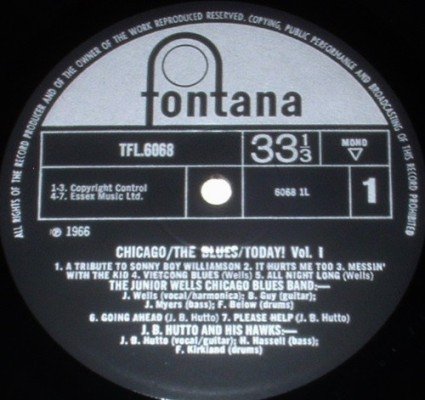 ALL RIGHTS OF THE RECORD PRODUCER AND OF THE OWNER OF THE WORK REPRODUCED RESERVED. COPYING, PUBLIC PERFORMANCE AND BROADCASTING OF THIS RECORD PROHIBITED
fontana
TFL.6068
33 1/3
MONO
1-3. Copyright Control
4-7. Essex Music Ltd.
6068 1L
1
℗ 1966
CHICAGO/THE BLUES/TODAY! Vol. 1
1. A TRIBUTE TO SONNY BOY WILLIAMSON 2. IT HURTS ME TOO 3. MESSIN'
WITH THE KID 4. VIETCONG BLUES (Wells) 5. ALL NIGHT LONG (Wells)
THE JUNIOR WELLS CHICAGO BLUES BAND:—
J. Wells (vocal/harmonica); B. Guy (guitar);
J. Myers (bass); F. Below (drums)
6. GOING AHEAD (J. B. Hutto) 7. PLEASE HELP (J. B. Hutto)
J. B. HUTTO AND HIS HAWKS:—
J. B. Hutto (vocal/guitar); H. Hassell (bass);
F. Kirkland (drums)